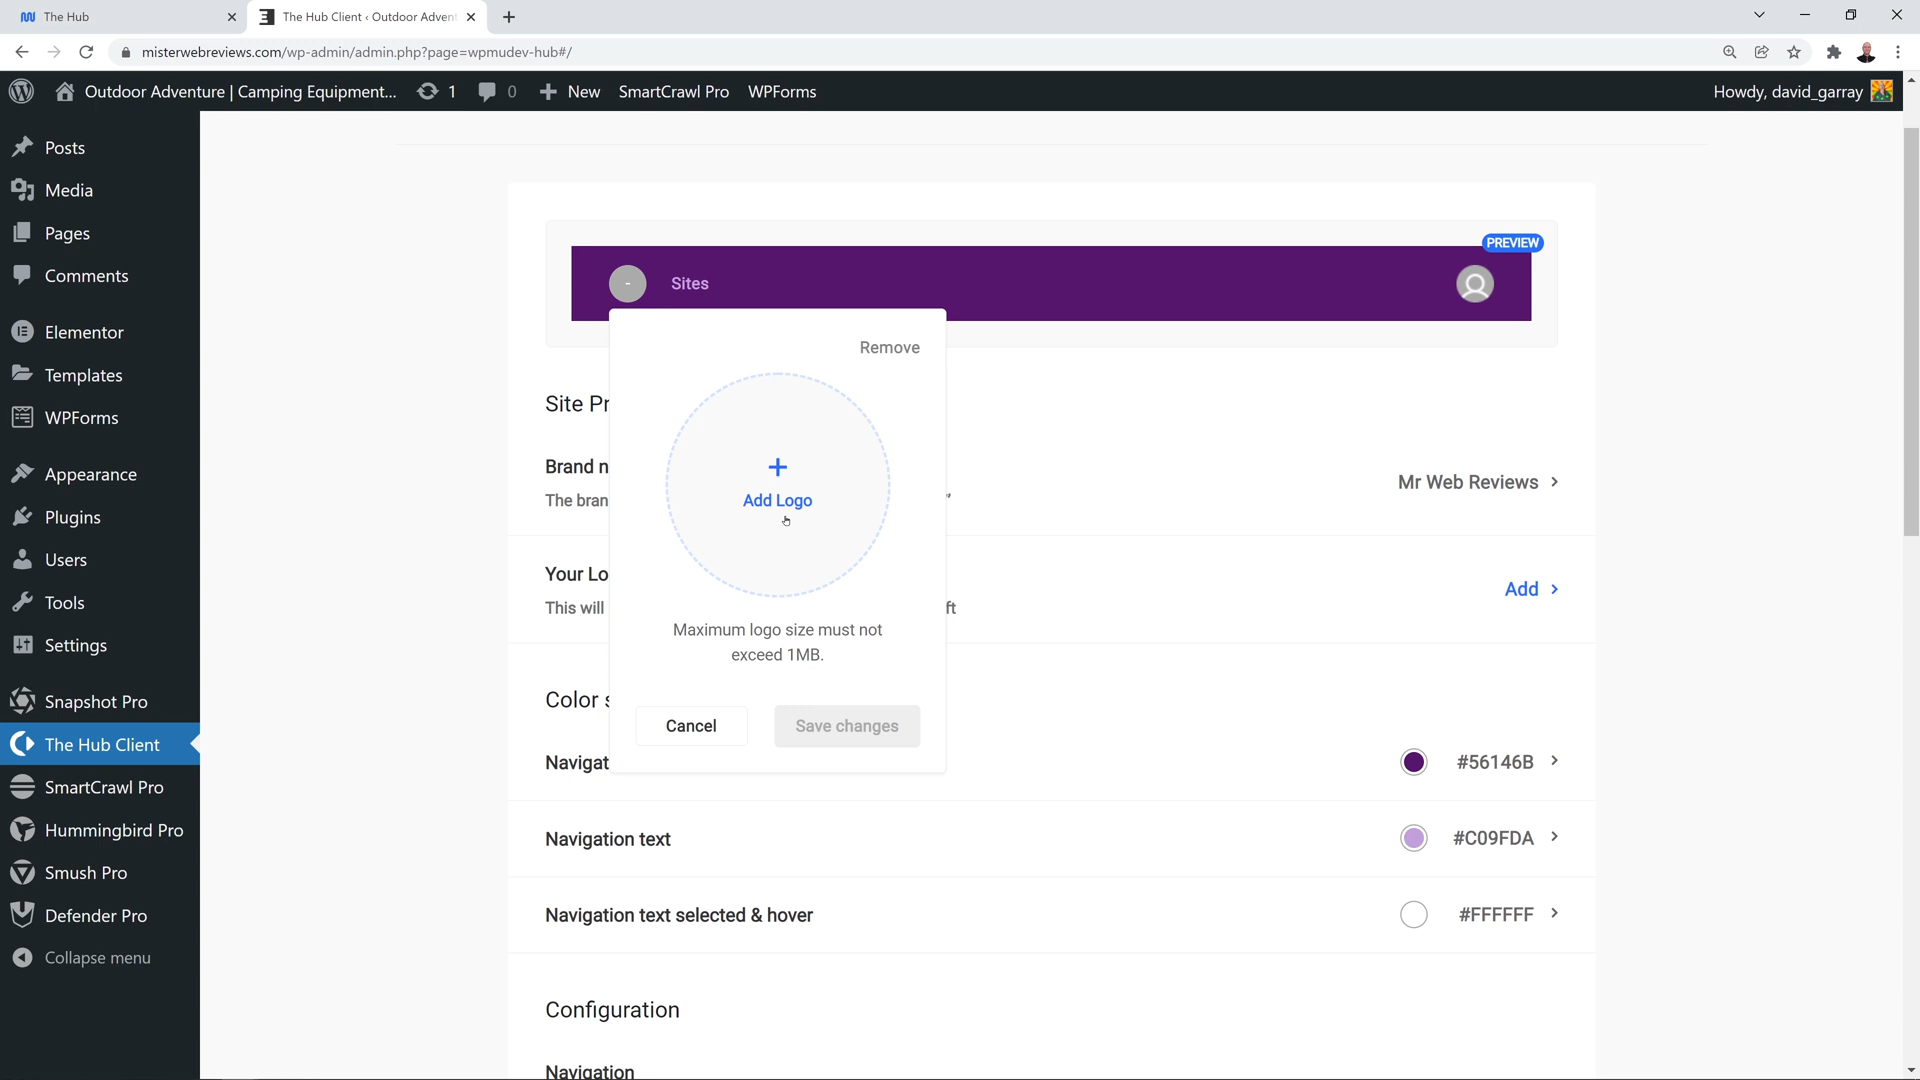 The Hub
The Hub Client ‹ Outdoor Advent
misterwebreviews.com/wp-admin/admin.php?page=wpmudev-hub#/
Outdoor Adventure | Camping Equipment... 1 0 New SmartCrawl Pro WPForms
Howdy, david_garray
Posts
Media
Pages
Comments
Elementor
Templates
WPForms
Appearance
Plugins
Users
Tools
Settings
Snapshot Pro
The Hub Client
SmartCrawl Pro
Hummingbird Pro
Smush Pro
Defender Pro
Collapse menu
PREVIEW
- Sites
Remove
Add Logo
Maximum logo size must not
exceed 1MB.
Cancel
Save changes
Site Pr
Brand n
The bran
"
Mr Web Reviews
Your Lo
This will
ft
Add
Color s
Navigat
#56146B
Navigation text
#C09FDA
Navigation text selected & hover
#FFFFFF
Configuration
Navigation